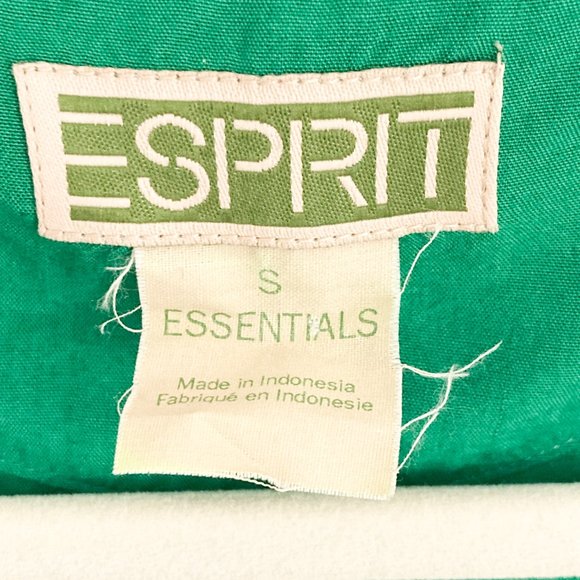 ESPRIT
S
ESSENTIALS
Made in Indonesia
Fabriqué en Indonesie